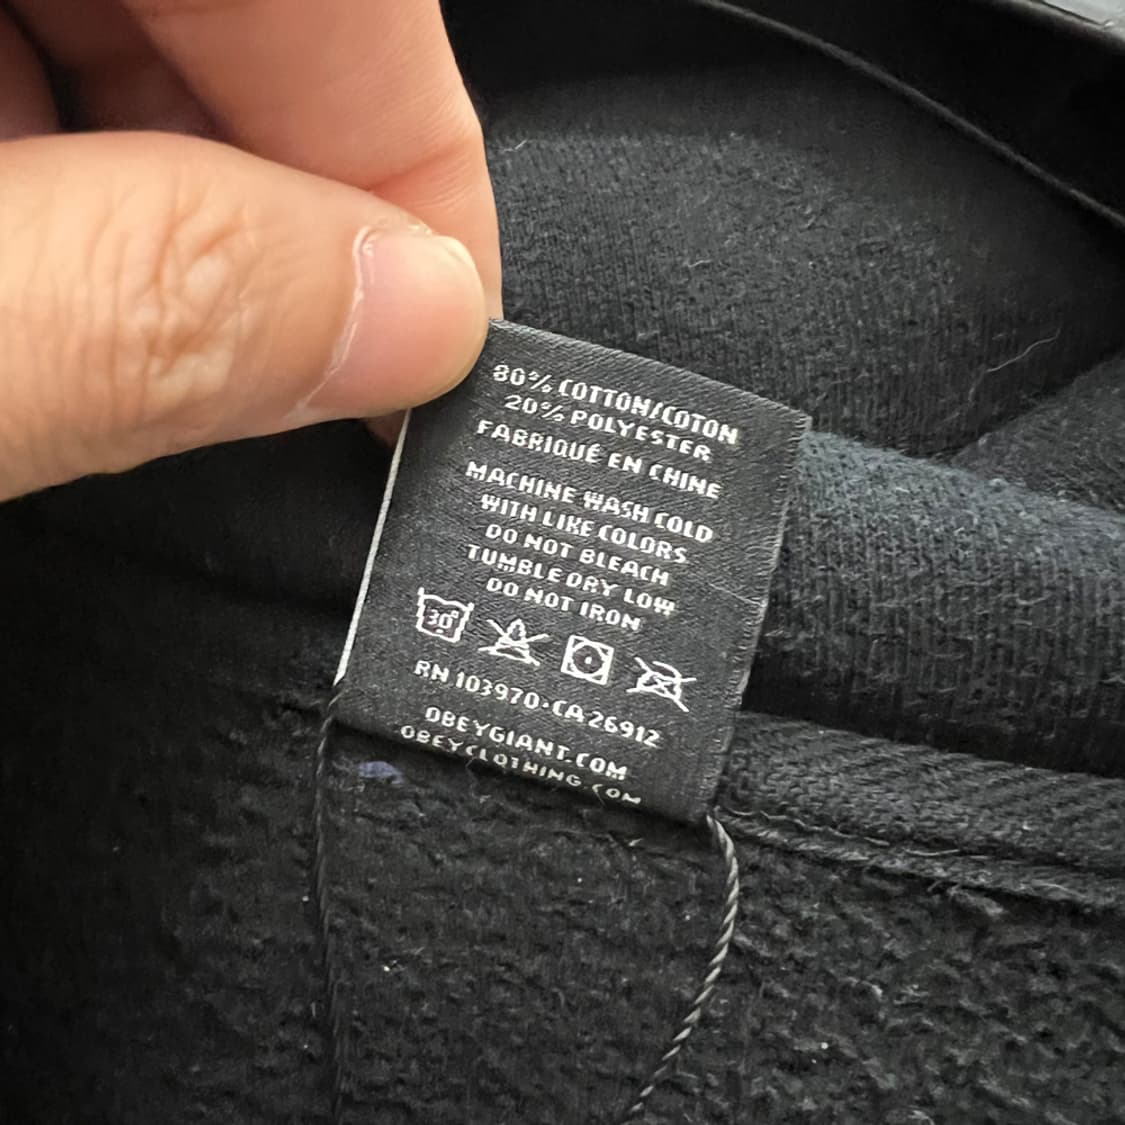 80% COTTON/COTON
20% POLYESTER
FABRIQUÉ EN CHINE
MACHINE WASH COLD
WITH LIKE COLORS
DO NOT BLEACH
TUMBLE DRY LOW
DO NOT IRON
30°
RN 103970·CA 26912
OBEYGIANT.COM
OBEYCLOTHING.COM